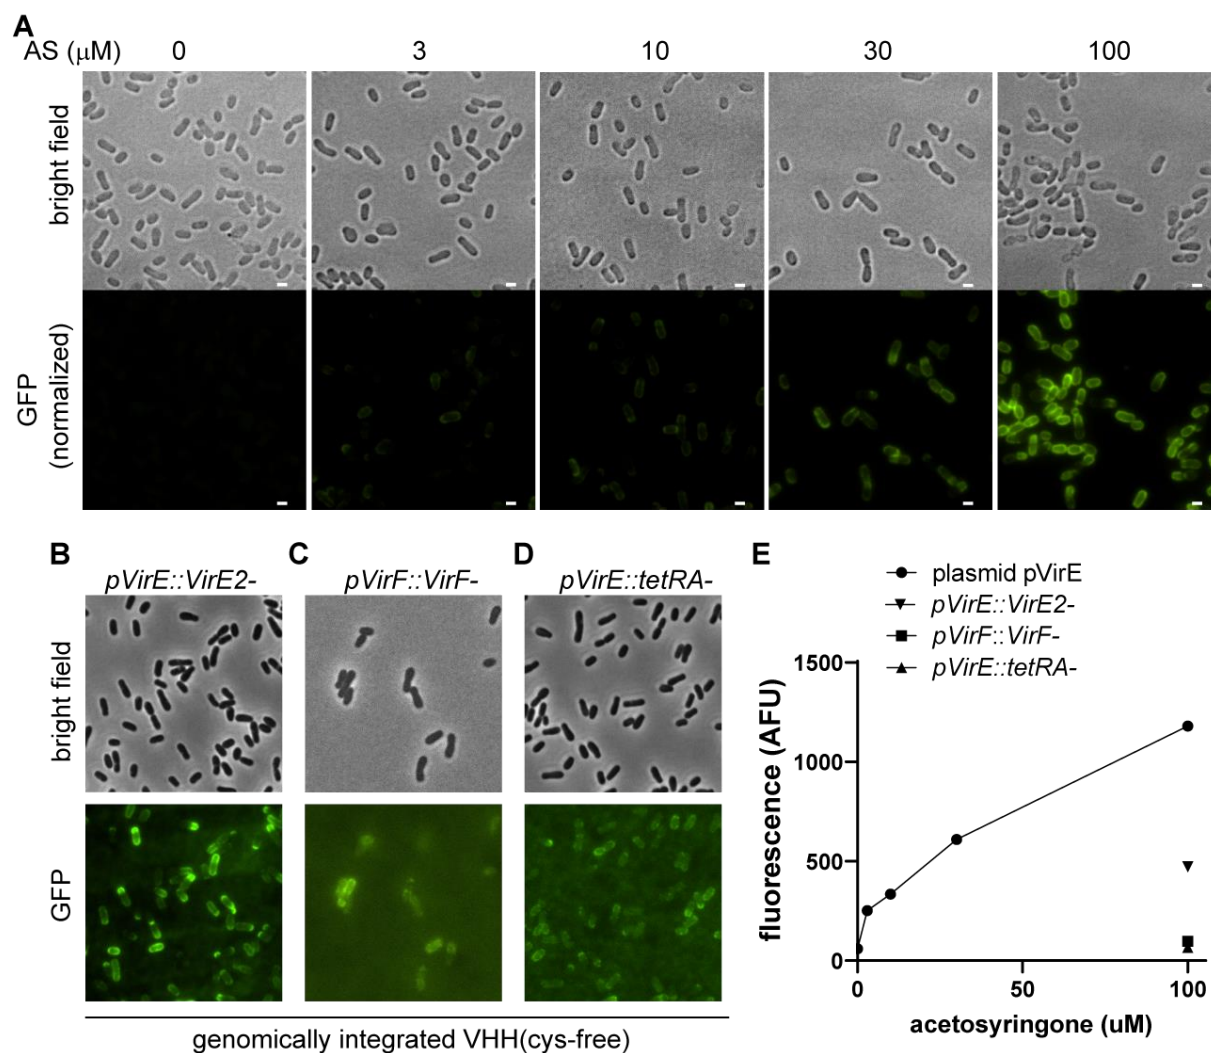 A
AS (μM) 0 3 10 30 100
bright field
GFP
(normalized)
B C D E
pVirE::VirE2- pVirF::VirF- pVirE::tetRA-
bright field
GFP
genomically integrated VHH(cys-free)
plasmid pVirE
pVirE::VirE2-
pVirF::VirF-
pVirE::tetRA-
fluorescence (AFU)
1500
1000
500
0
0 50 100
acetosyringone (uM)